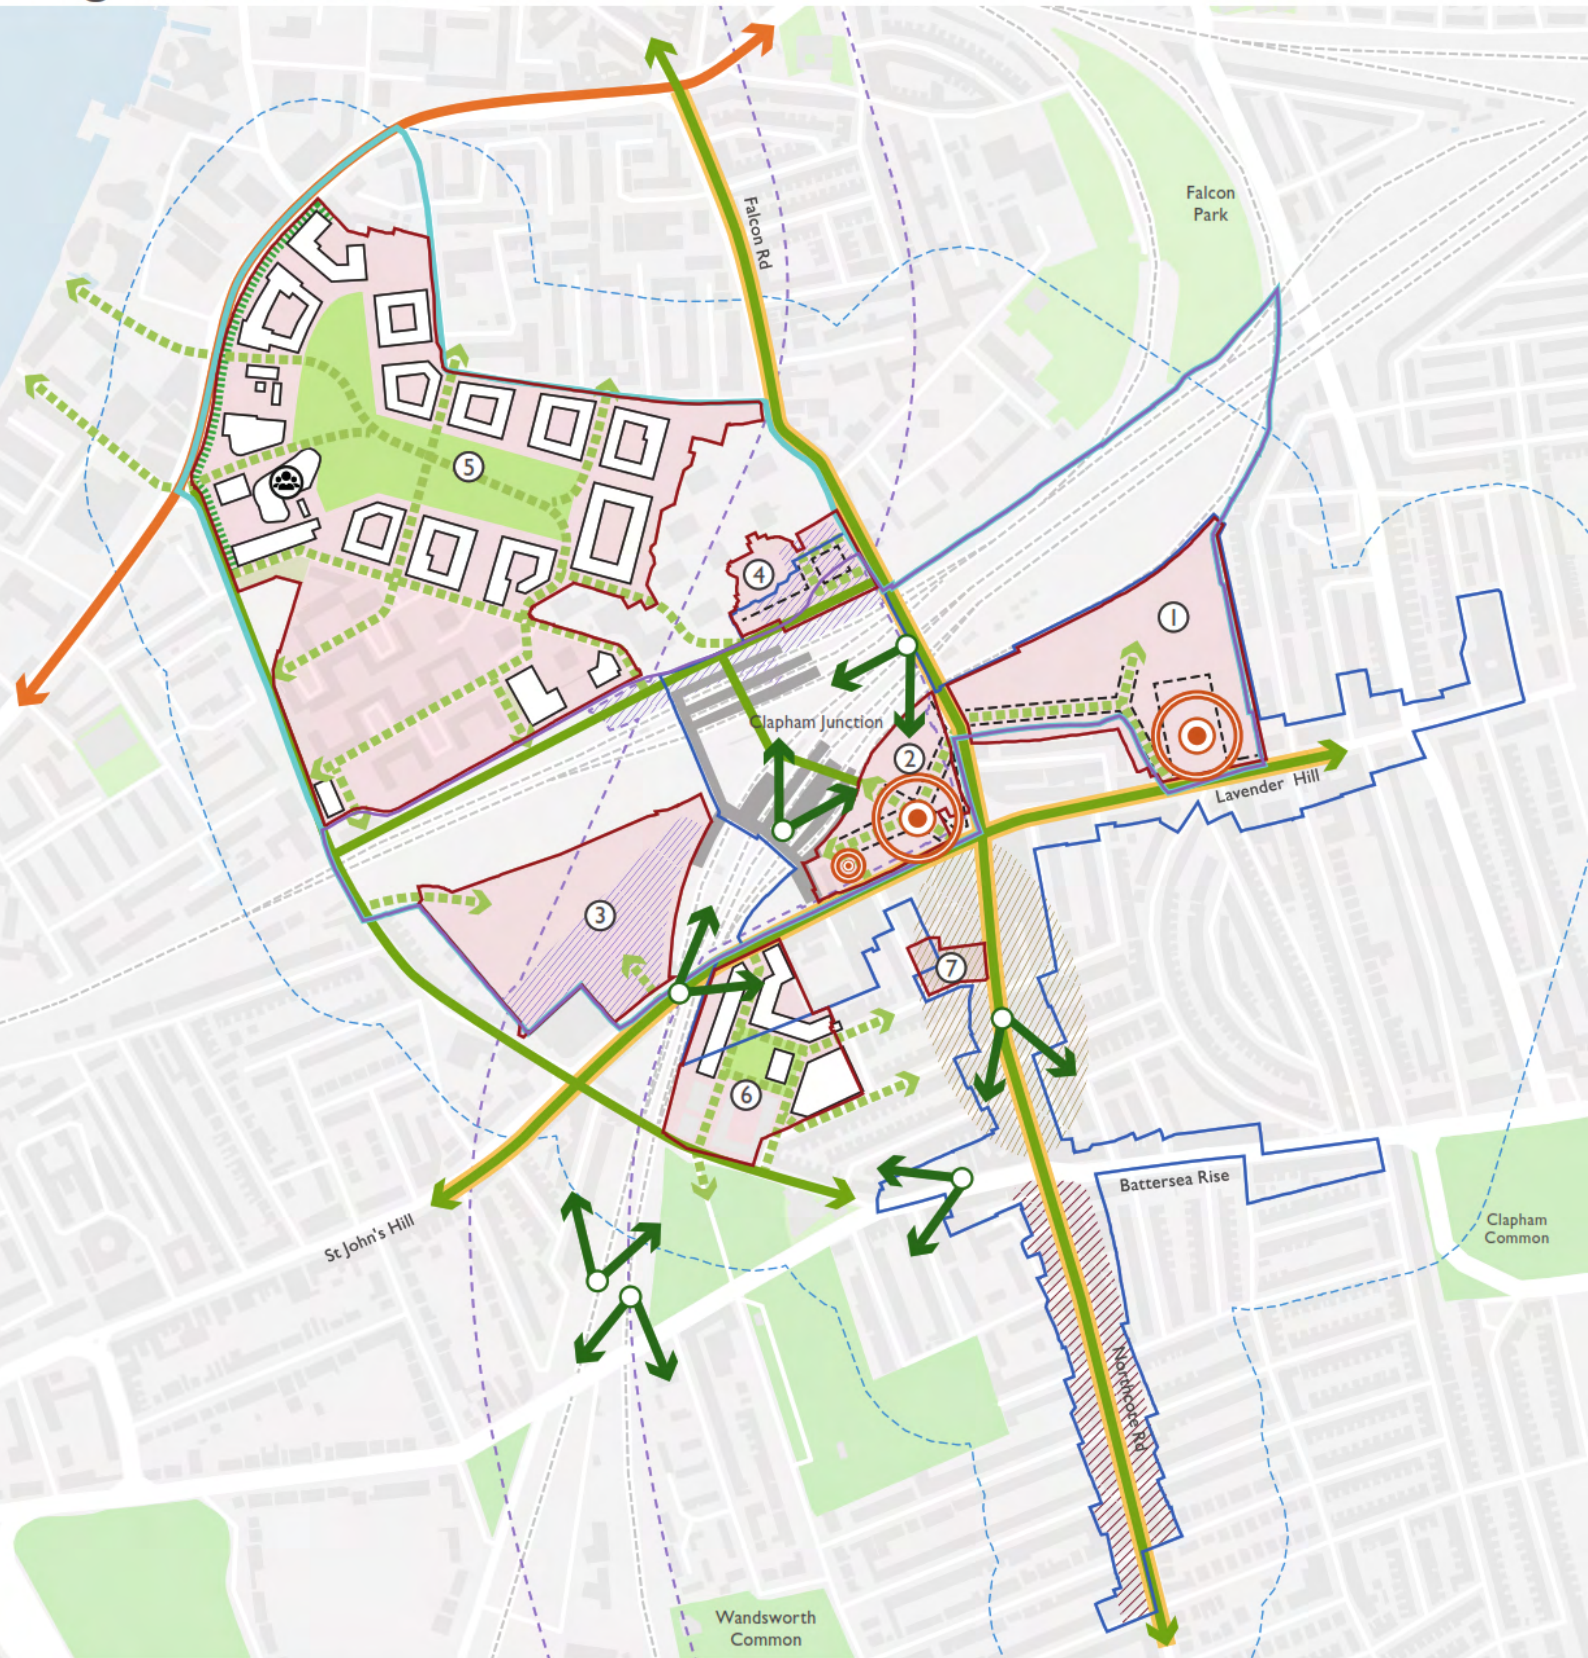 Falcon
Park
Falcon Rd
5
4
1
Clapham Junction
2
Lavender Hill
3
7
6
Battersea Rise
St John's Hill
Clapham
Common
Northcote Rd
Wandsworth
Common